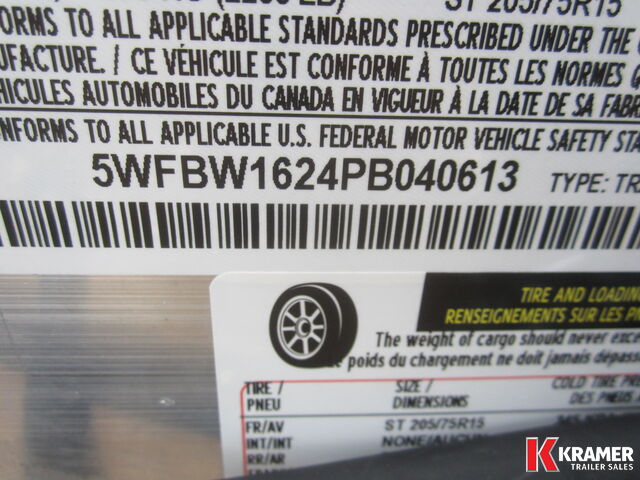 ST 205/75R15
ORMS TO ALL APPLICABLE STANDARDS PRESCRIBED UNDER THE
UFACTURE. / CE VÉHICULE EST CONFORME À TOUTES LES NORMES
HICULES AUTOMOBILES DU CANADA EN VIGUEUR À LA DATE DE SA FABR
NFORMS TO ALL APPLICABLE U.S. FEDERAL MOTOR VEHICLE SAFETY STA
5WFBW1624PB040613 TYPE: TR
TIRE AND LOADIN
RENSEIGNEMENTS SUR LES PN
The weight of cargo should never exce
e poids du chargement ne doit jamais dépass
TIRE / SIZE / COLD TIRE PR
PNEU DIMENSIONS DES PNEUS
FR/AV ST 205/75R15
INT/INT NONE/AUCUN
RR/AR
KRAMER
TRAILER SALES